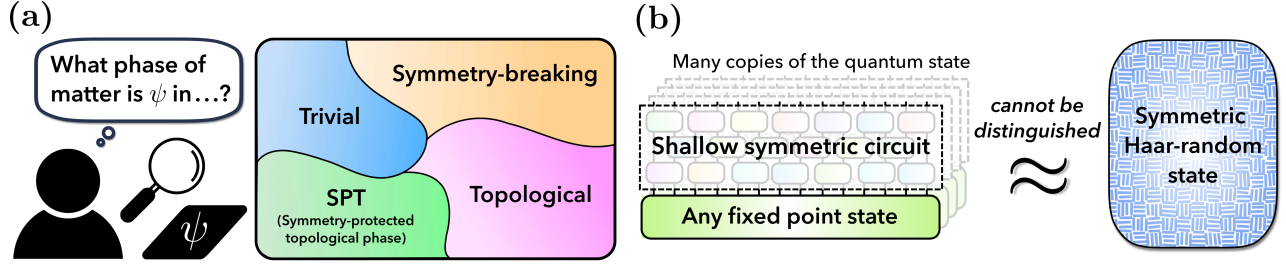 (a)
What phase of
matter is ψ in...?
ψ
Trivial
Symmetry-breaking
SPT
(Symmetry-protected
topological phase)
Topological
(b)
Many copies of the quantum state
Shallow symmetric circuit
Any fixed point state
cannot be
distinguished
≈
Symmetric
Haar-random
state